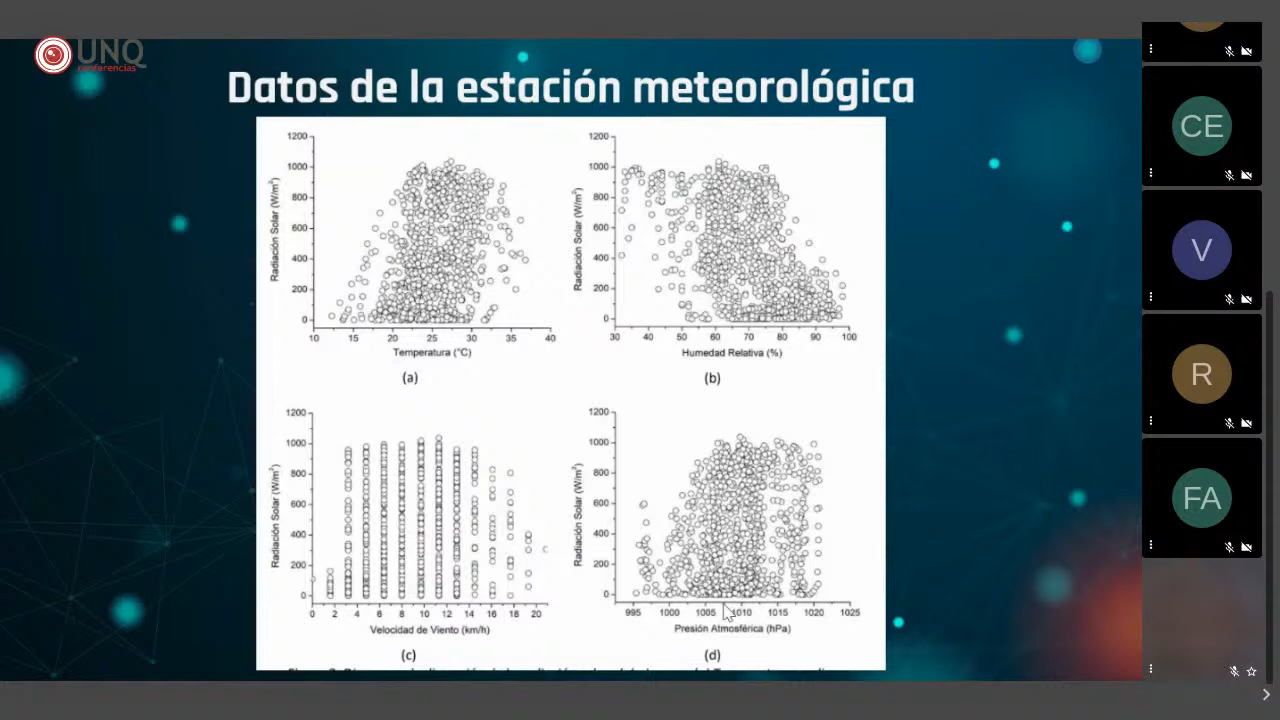 UNQ
conferencias
Datos de la estación meteorológica
1200
1000
800
600
400
200
0
Radiación Solar (W/m²)
10 15 20 25 30 35 40
Temperatura (°C)
(a)
1200
1000
800
600
400
200
0
Radiación Solar (W/m²)
30 40 50 60 70 80 90 100
Humedad Relativa (%)
(b)
1200
1000
800
600
400
200
0
Radiación Solar (W/m²)
0 2 4 6 8 10 12 14 16 18 20
Velocidad de Viento (km/h)
(c)
1200
1000
800
600
400
200
0
Radiación Solar (W/m²)
995 1000 1005 1010 1015 1020 1025
Presión Atmosférica (hPa)
(d)
CE
V
R
FA